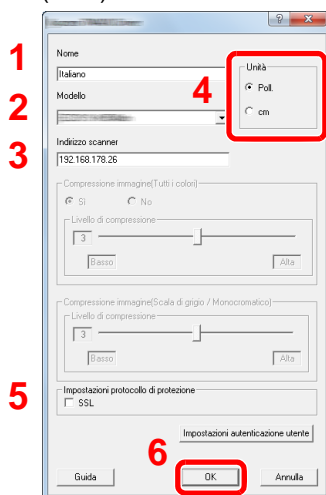 1
Nome
Italiano
Unità
4
Poll.
cm
2
Modello
3
Indirizzo scanner
192.168.178.26
Compressione immagine(Tutti i colori)
Sì
No
Livello di compressione
3
Basso
Alta
Compressione immagine(Scala di grigio / Monocromatico)
Livello di compressione
3
Basso
Alta
5
Impostazioni protocollo di protezione
SSL
Impostazioni autenticazione utente
6
Guida
OK
Annulla